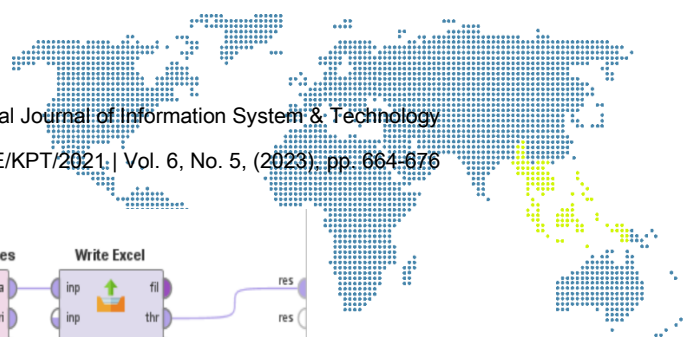 al Journal of Information System & Technology
E/KPT/2021 | Vol. 6, No. 5, (2023), pp. 664-676
es Write Excel
a inp fil res
ri inp thr res